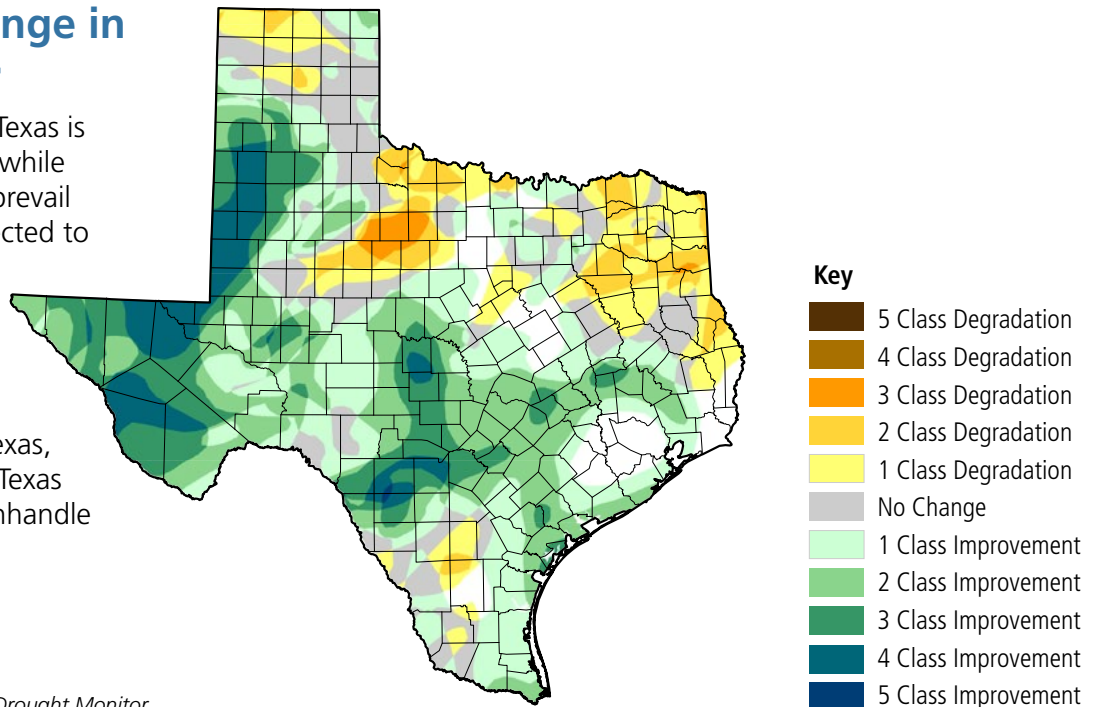 nge in
Texas is
while
prevail
cted to
exas,
Texas
nhandle
Drought Monitor
Key
5 Class Degradation
4 Class Degradation
3 Class Degradation
2 Class Degradation
1 Class Degradation
No Change
1 Class Improvement
2 Class Improvement
3 Class Improvement
4 Class Improvement
5 Class Improvement